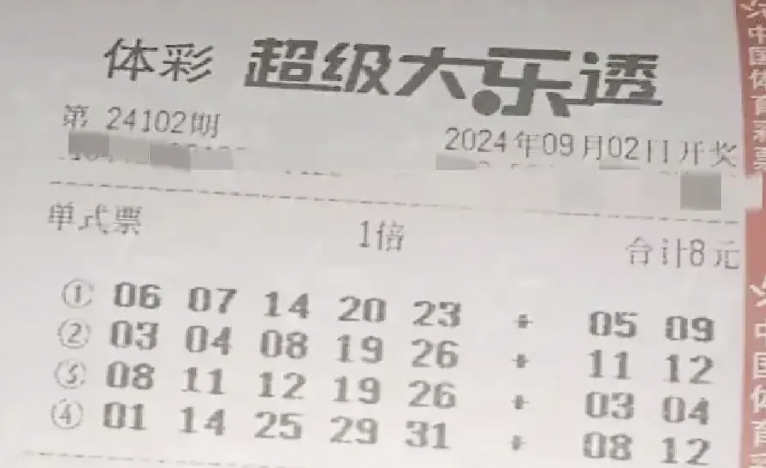 体彩 超级大乐透
第 24102期 2024年09月02日开奖
单式票 1倍 合计8元
① 06 07 14 20 23 + 05 09
② 03 04 08 19 26 + 11 12
③ 08 11 12 19 26 + 03 04
④ 01 14 25 29 31 + 08 12
中国体育彩票
中国体育